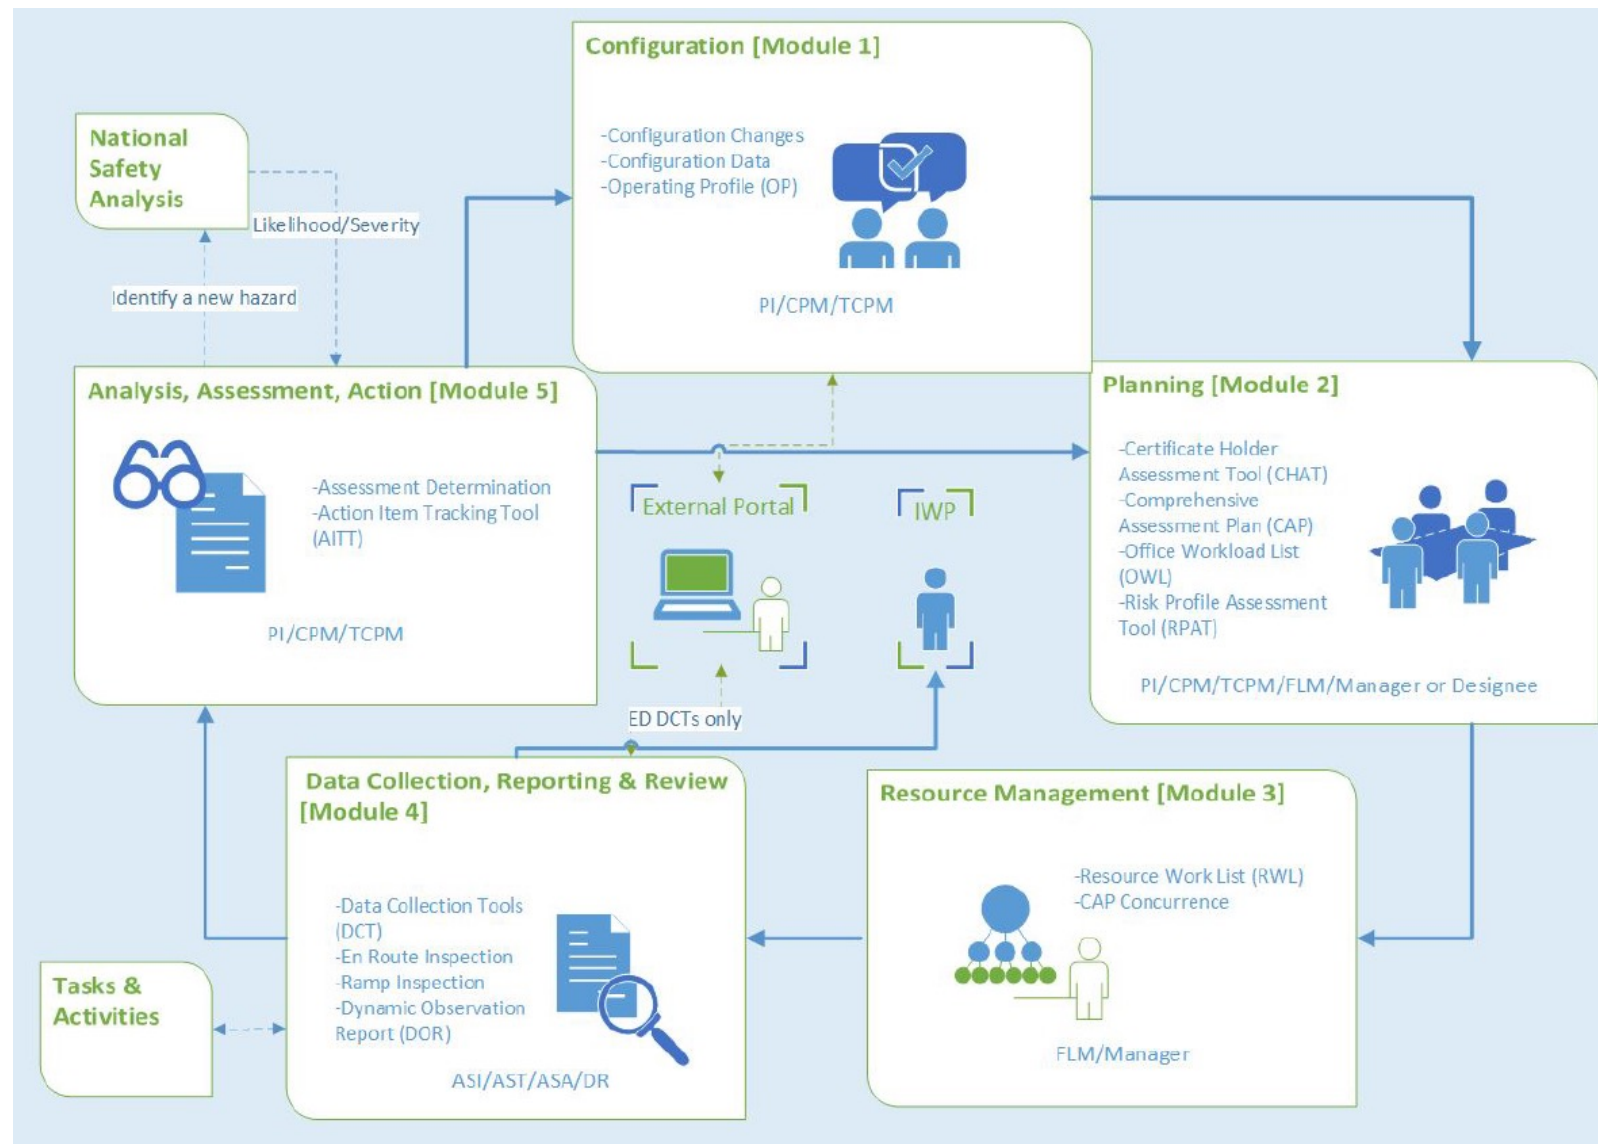 Configuration [Module 1]
-Configuration Changes
-Configuration Data
-Operating Profile (OP)
PI/CPM/TCPM
National
Safety
Analysis
Likelihood/Severity
Identify a new hazard
Analysis, Assessment, Action [Module 5]
-Assessment Determination
-Action Item Tracking Tool
(AITT)
PI/CPM/TCPM
External Portal
IWP
Planning [Module 2]
-Certificate Holder
Assessment Tool (CHAT)
-Comprehensive
Assessment Plan (CAP)
-Office Workload List
(OWL)
-Risk Profile Assessment
Tool (RPAT)
PI/CPM/TCPM/FLM/Manager or Designee
ED DCTs only
Data Collection, Reporting & Review
[Module 4]
-Data Collection Tools
(DCT)
-En Route Inspection
-Ramp Inspection
-Dynamic Observation
Report (DOR)
ASI/AST/ASA/DR
Resource Management [Module 3]
-Resource Work List (RWL)
-CAP Concurrence
FLM/Manager
Tasks &
Activities